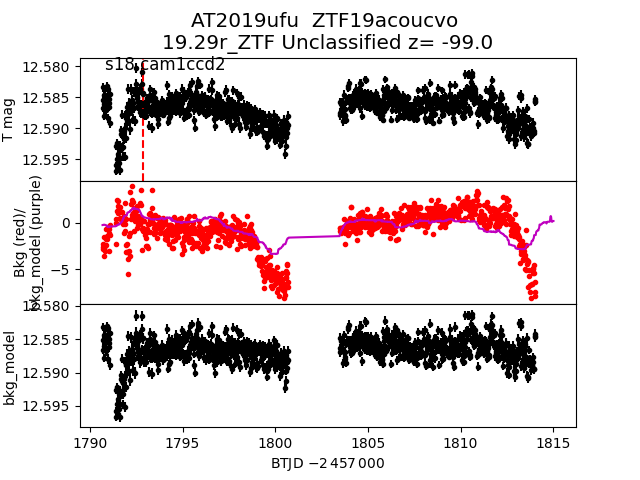 AT2019ufu  ZTF19acoucvo
19.29r_ZTF Unclassified z= -99.0
s18 cam1ccd2
12.580
12.585
12.590
12.595
T mag
0
−5
Bkg (red)/
bkg_model (purple)
12.580
12.585
12.590
12.595
bkg_model
1790 1795 1800 1805 1810 1815
BTJD −2 457 000